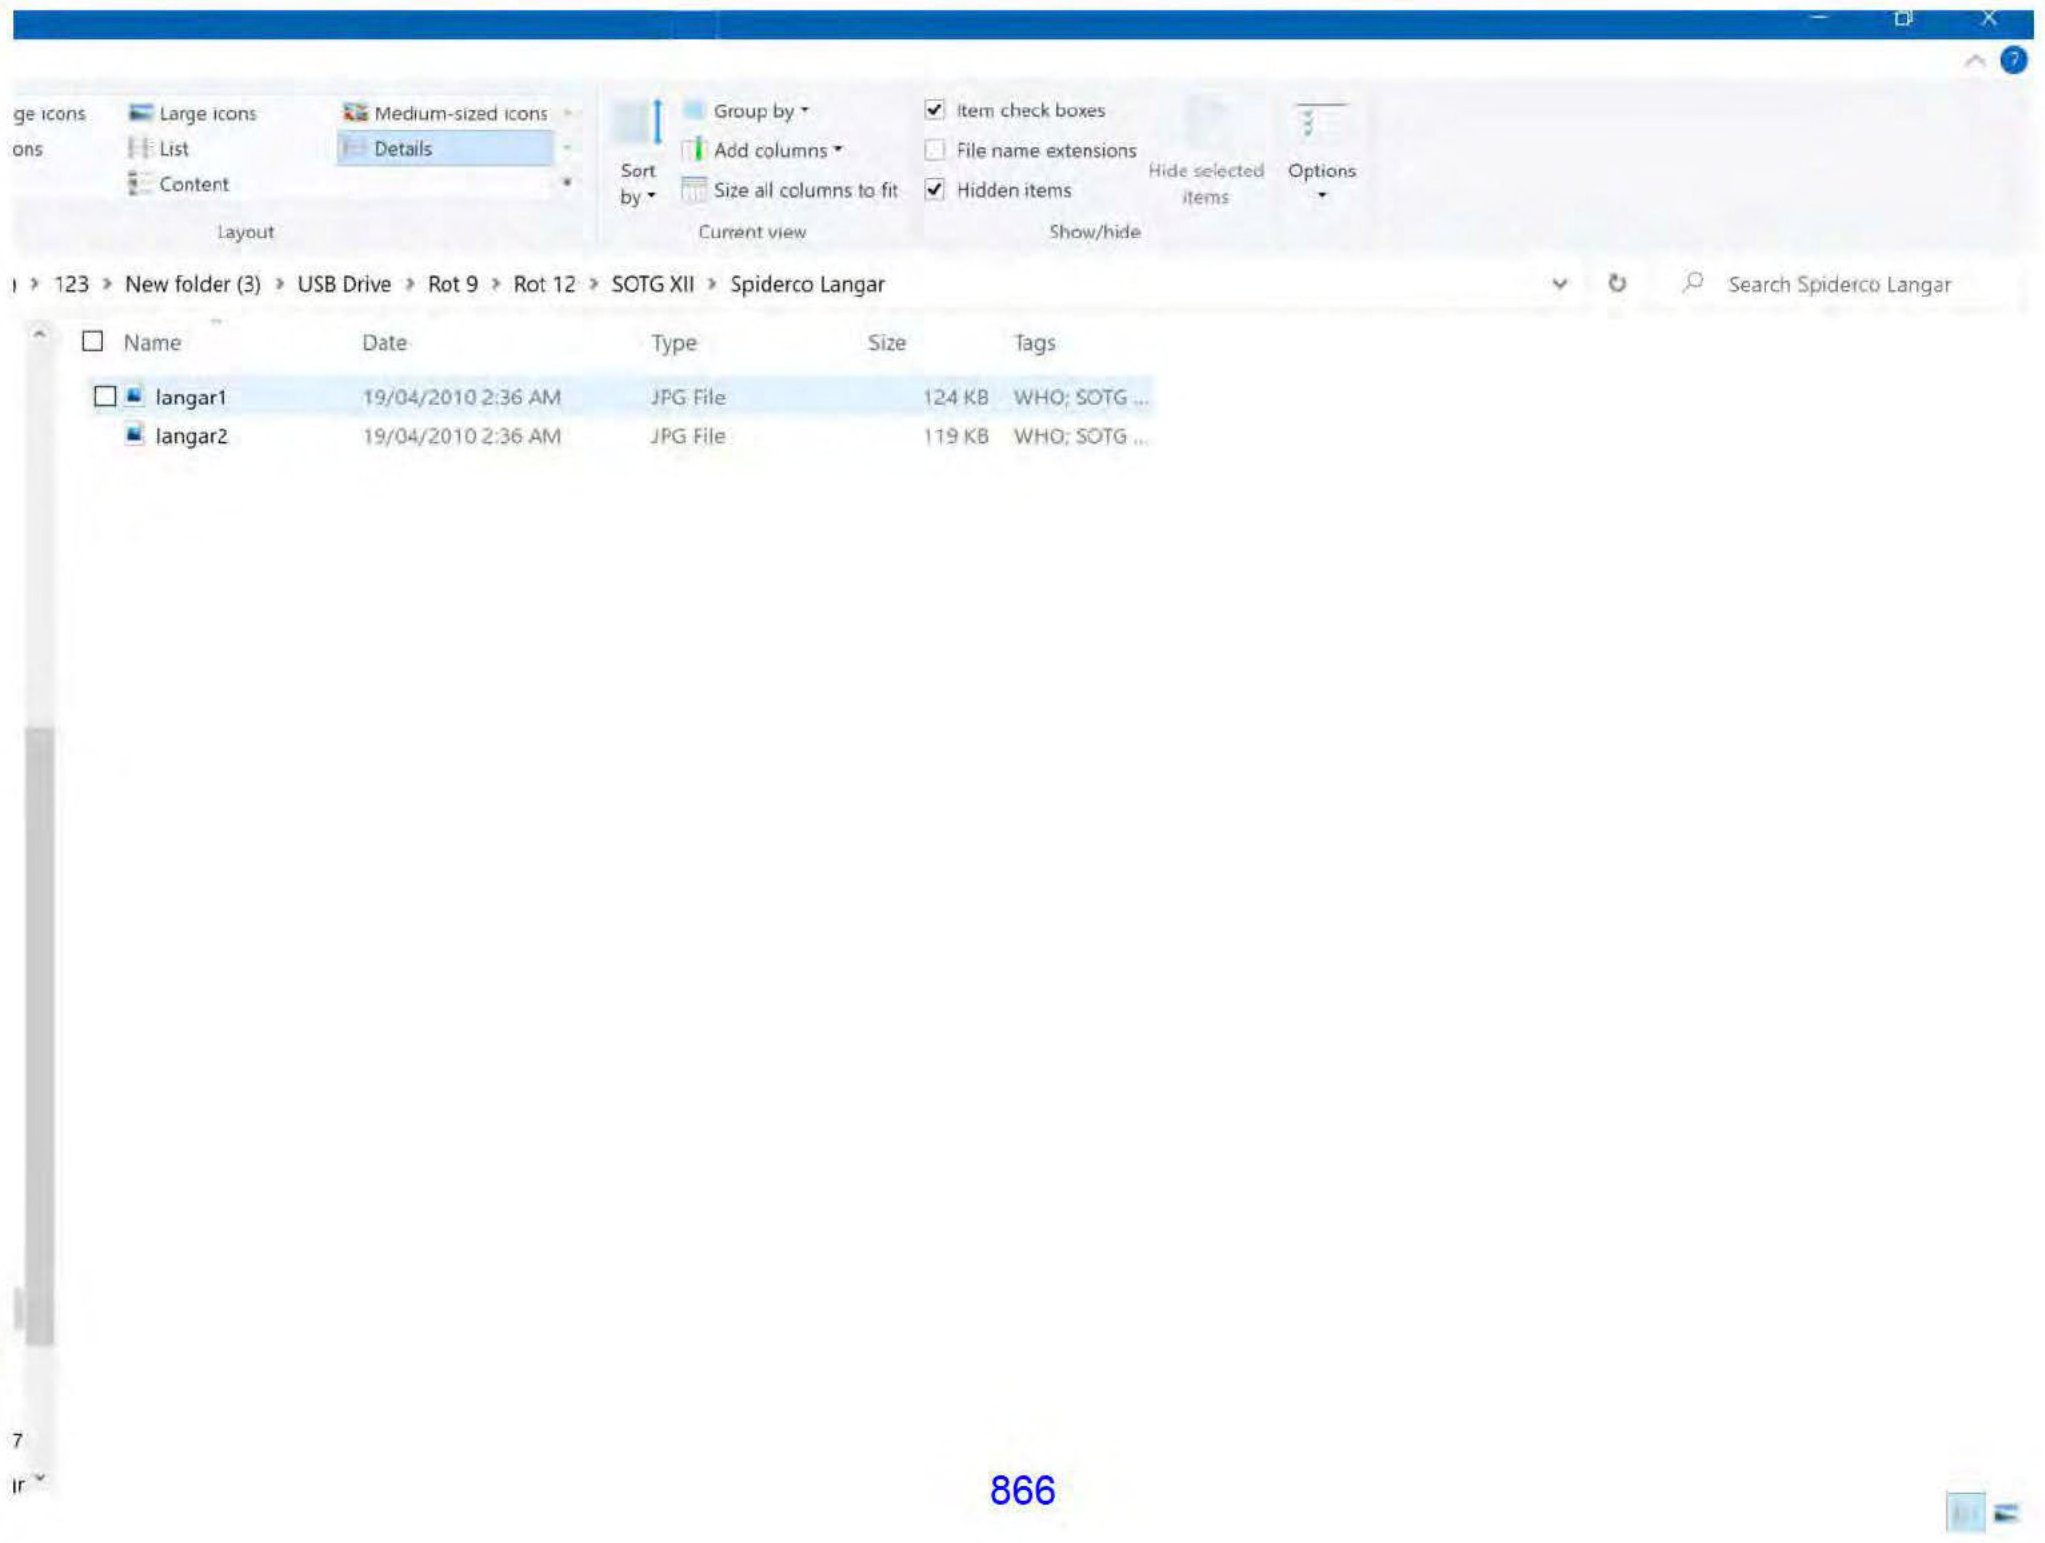 ge icons Large icons Medium-sized icons
ons List Details
Content
Layout
Sort by
Group by
Add columns
Size all columns to fit
Current view
Item check boxes
File name extensions
Hidden items
Hide selected items
Show/hide
Options
› 123 › New folder (3) › USB Drive › Rot 9 › Rot 12 › SOTG XII › Spiderco Langar
Search Spiderco Langar
Name Date Type Size Tags
langar1 19/04/2010 2:36 AM JPG File 124 KB WHO; SOTG ...
langar2 19/04/2010 2:36 AM JPG File 119 KB WHO; SOTG ...
7
ir
866